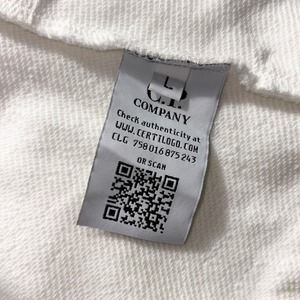 L
C.P.
COMPANY
Check authenticity at
WWW.CERTILOGO.COM
CLG 758016875243
OR SCAN